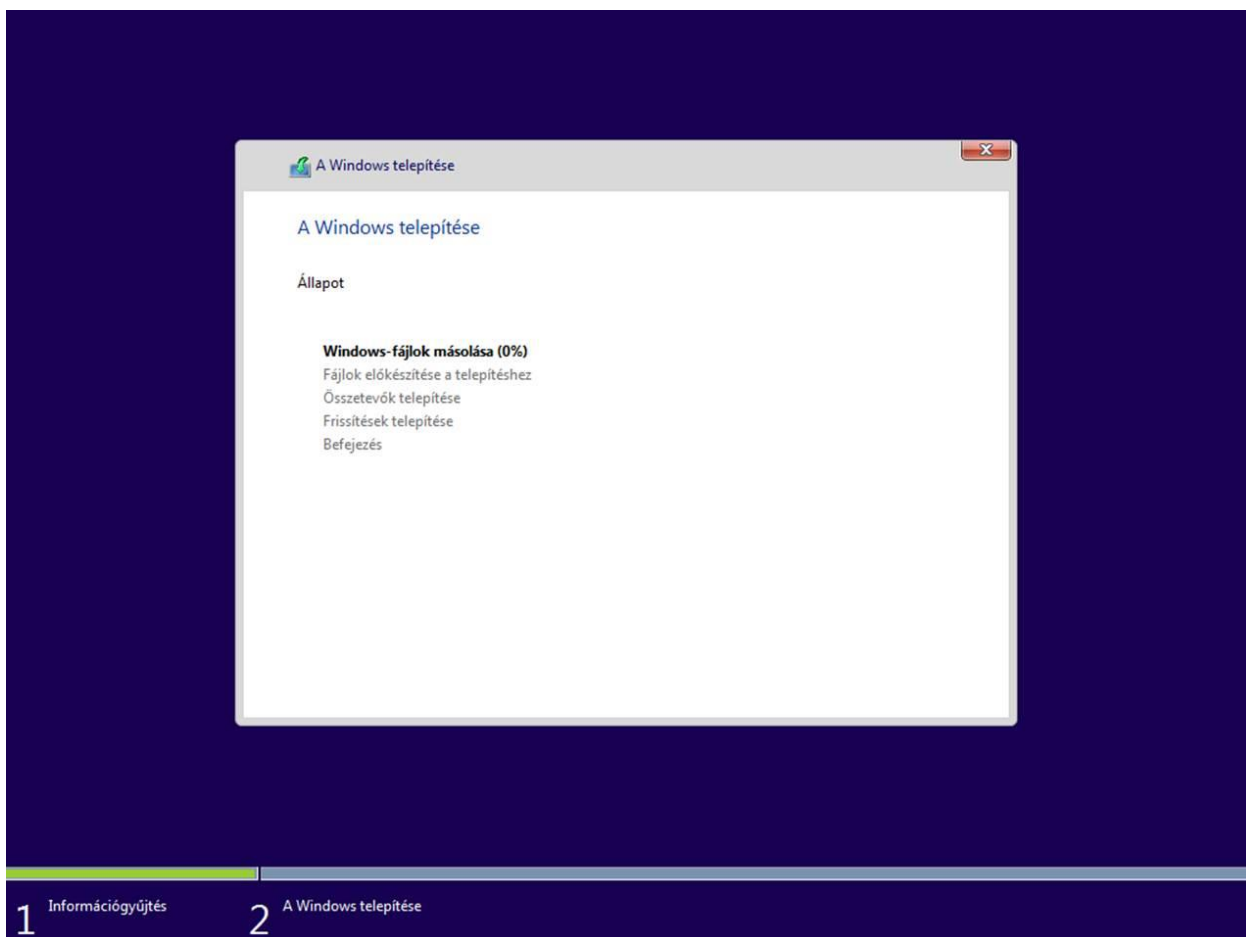 A Windows telepítése
A Windows telepítése
Állapot
Windows-fájlok másolása (0%)
Fájlok előkészítése a telepítéshez
Összetevők telepítése
Frissítések telepítése
Befejezés
1 Információgyűjtés
2 A Windows telepítése